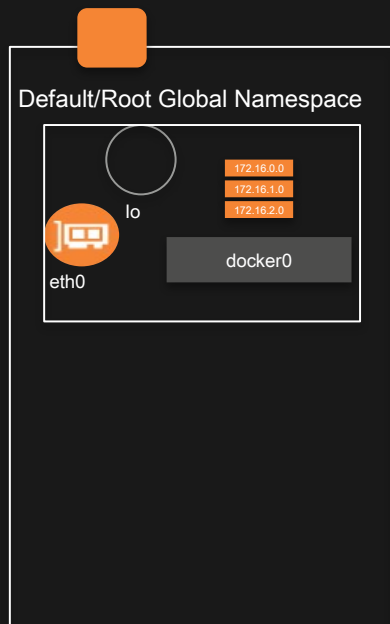 Default/Root Global Namespace
172.16.0.0
172.16.1.0
172.16.2.0
lo
docker0
eth0